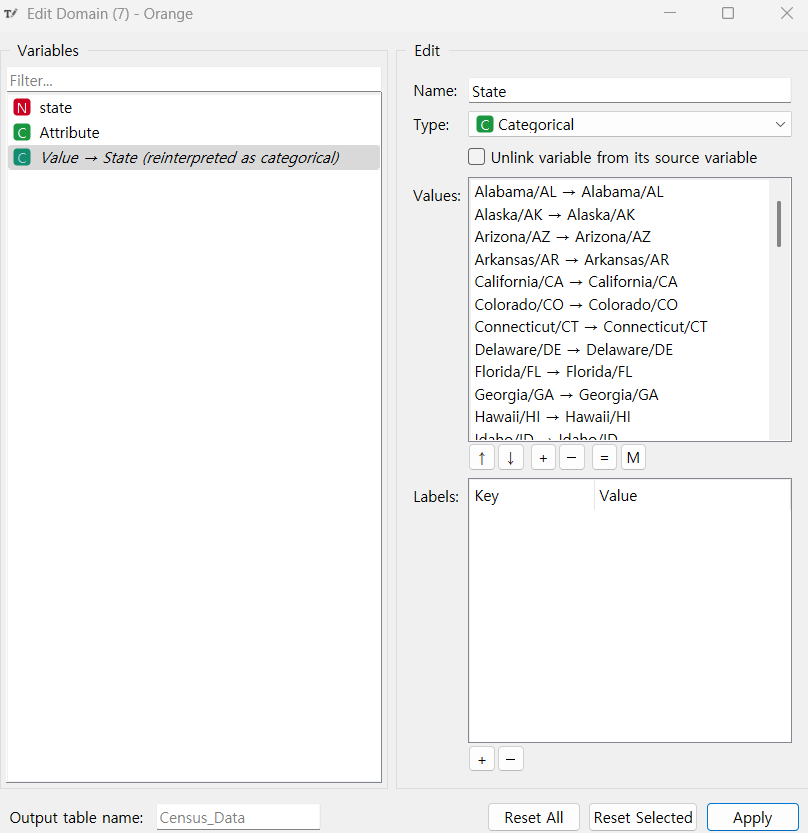 Edit Domain (7) - Orange
Variables
Filter...
N state
C Attribute
C Value → State (reinterpreted as categorical)
Edit
Name: State
Type: C Categorical
Unlink variable from its source variable
Values:
Alabama/AL → Alabama/AL
Alaska/AK → Alaska/AK
Arizona/AZ → Arizona/AZ
Arkansas/AR → Arkansas/AR
California/CA → California/CA
Colorado/CO → Colorado/CO
Connecticut/CT → Connecticut/CT
Delaware/DE → Delaware/DE
Florida/FL → Florida/FL
Georgia/GA → Georgia/GA
Hawaii/HI → Hawaii/HI
Idaho/ID → Idaho/ID
↑ ↓ + − = M
Labels:
Key Value
+ −
Output table name: Census_Data
Reset All Reset Selected Apply